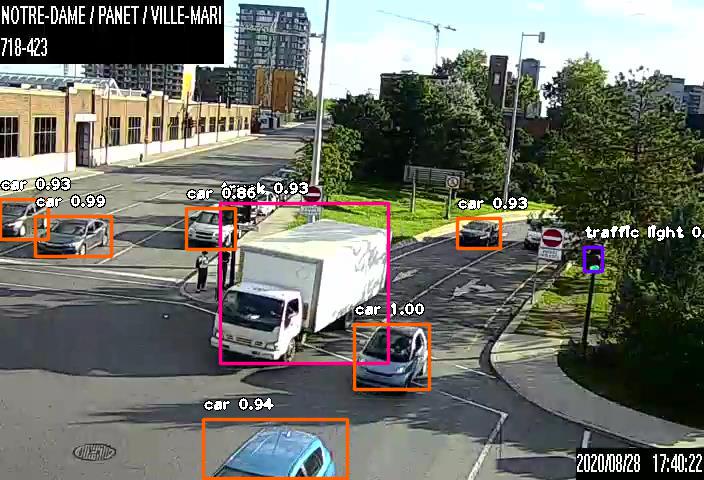 NOTRE-DAME / PANET / VILLE-MARI
718-423
car 0.93
car 0.99
car 0.86
truck 0.93
car 0.93
traffic light 0.
car 1.00
car 0.94
2020/08/28 17:40:22